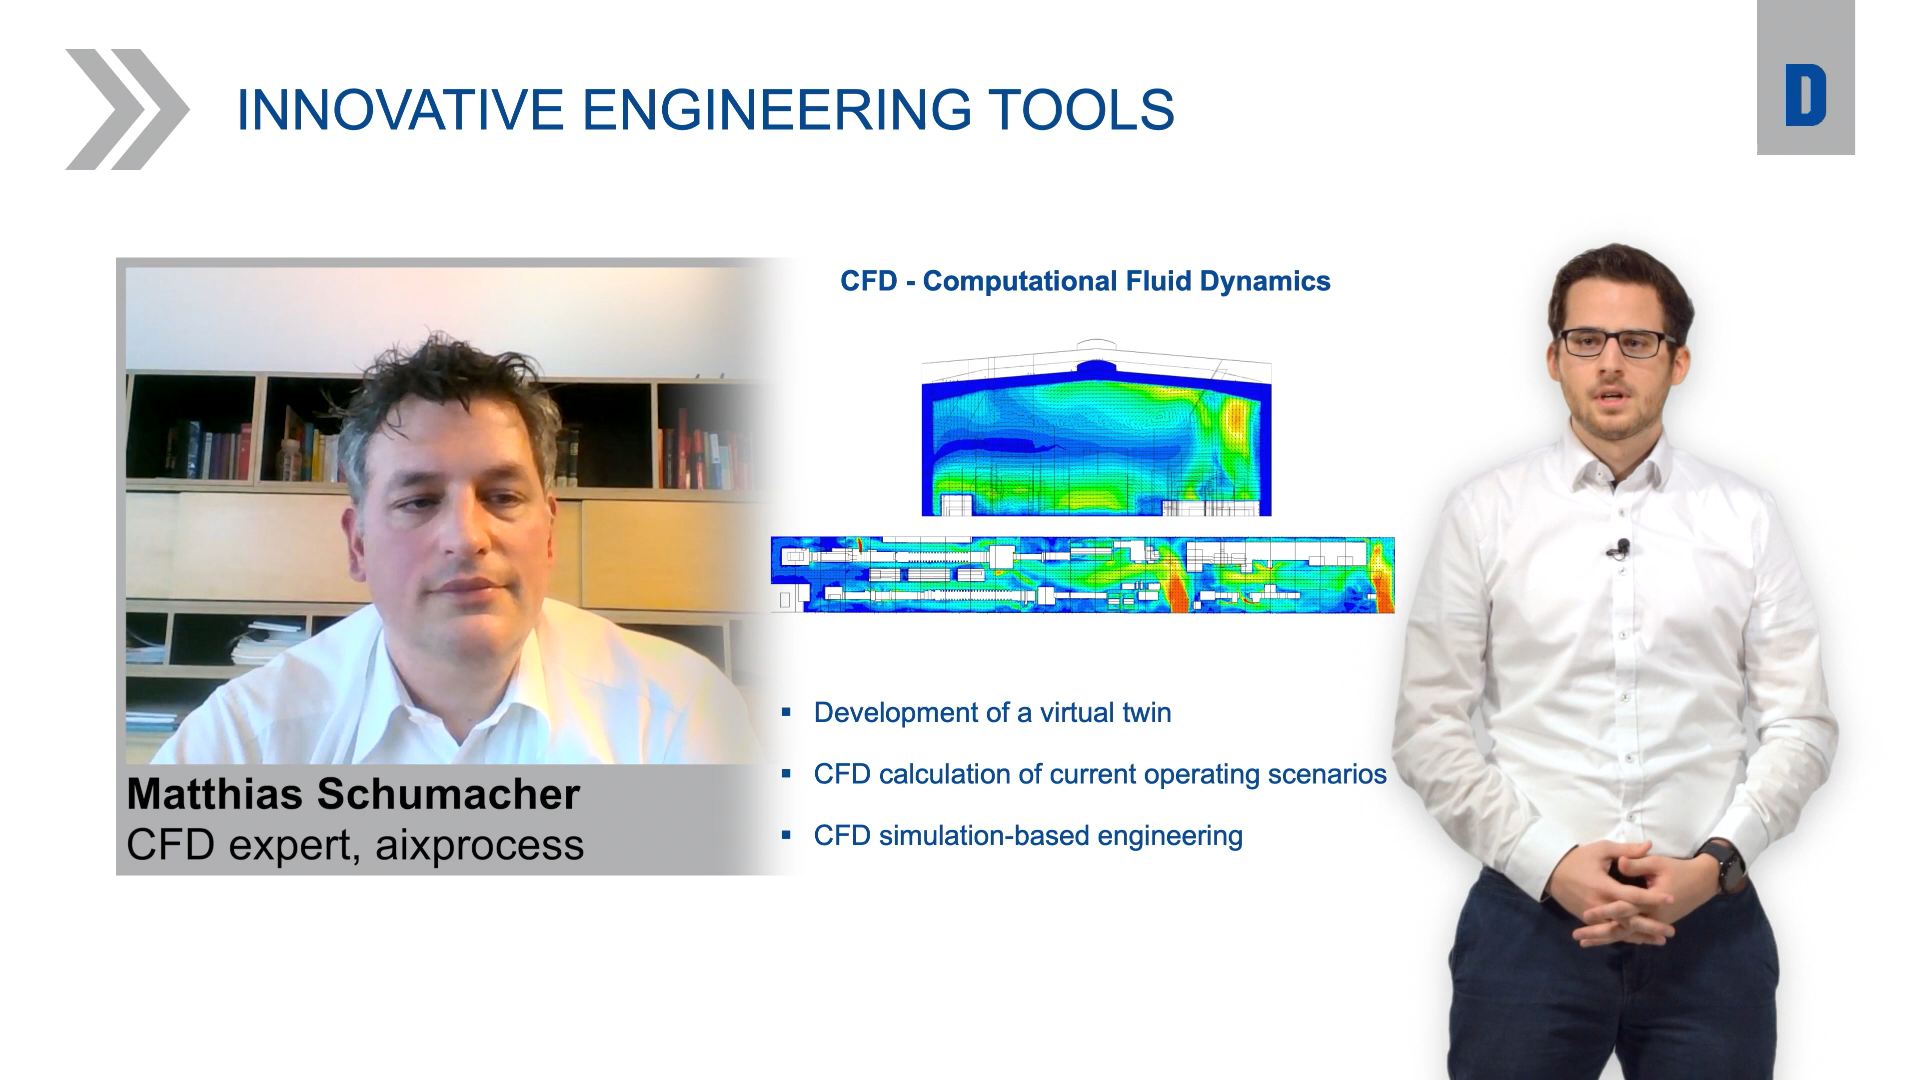 INNOVATIVE ENGINEERING TOOLS
D
CFD - Computational Fluid Dynamics
Matthias Schumacher
CFD expert, aixprocess
▪ Development of a virtual twin
▪ CFD calculation of current operating scenarios
▪ CFD simulation-based engineering